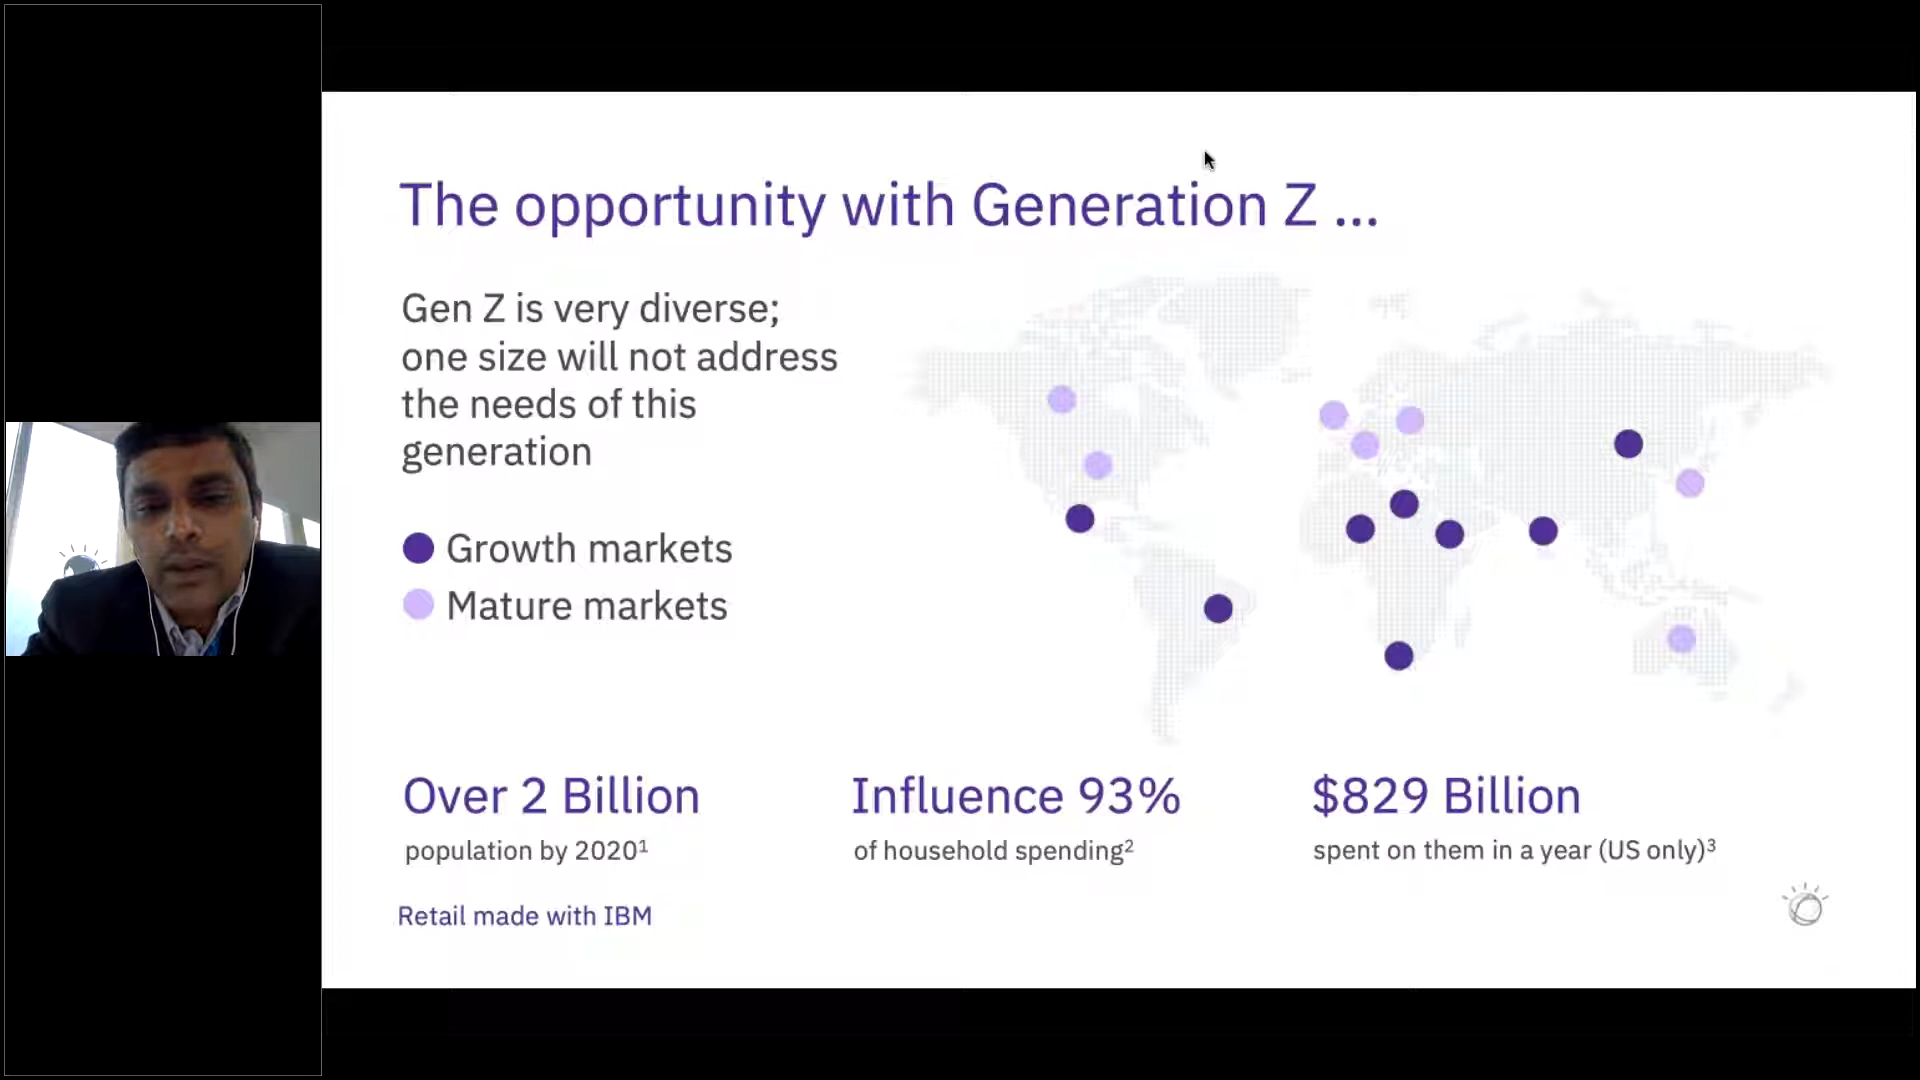 The opportunity with Generation Z ...
Gen Z is very diverse;
one size will not address
the needs of this
generation
Growth markets
Mature markets
Over 2 Billion
population by 2020¹
Influence 93%
of household spending²
$829 Billion
spent on them in a year (US only)³
Retail made with IBM